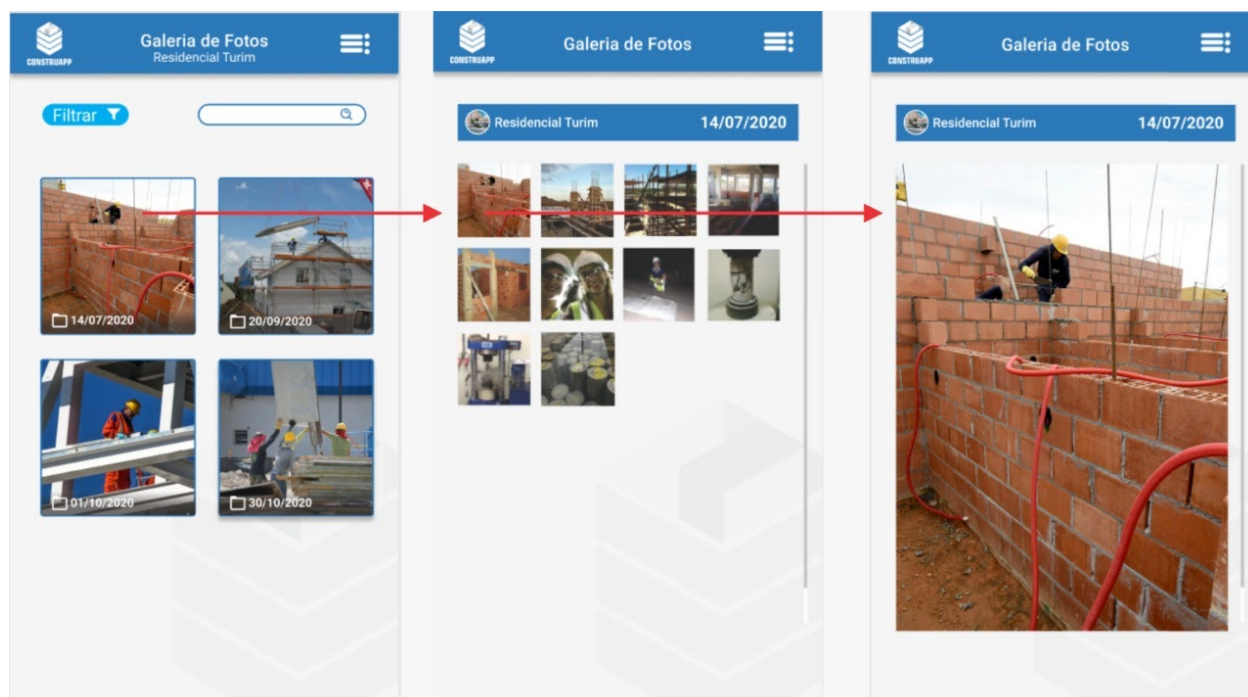 CONSTRUAPP
Galeria de Fotos
Residencial Turim
Filtrar
14/07/2020
20/09/2020
01/10/2020
30/10/2020
CONSTRUAPP
Galeria de Fotos
Residencial Turim
14/07/2020
CONSTRUAPP
Galeria de Fotos
Residencial Turim
14/07/2020